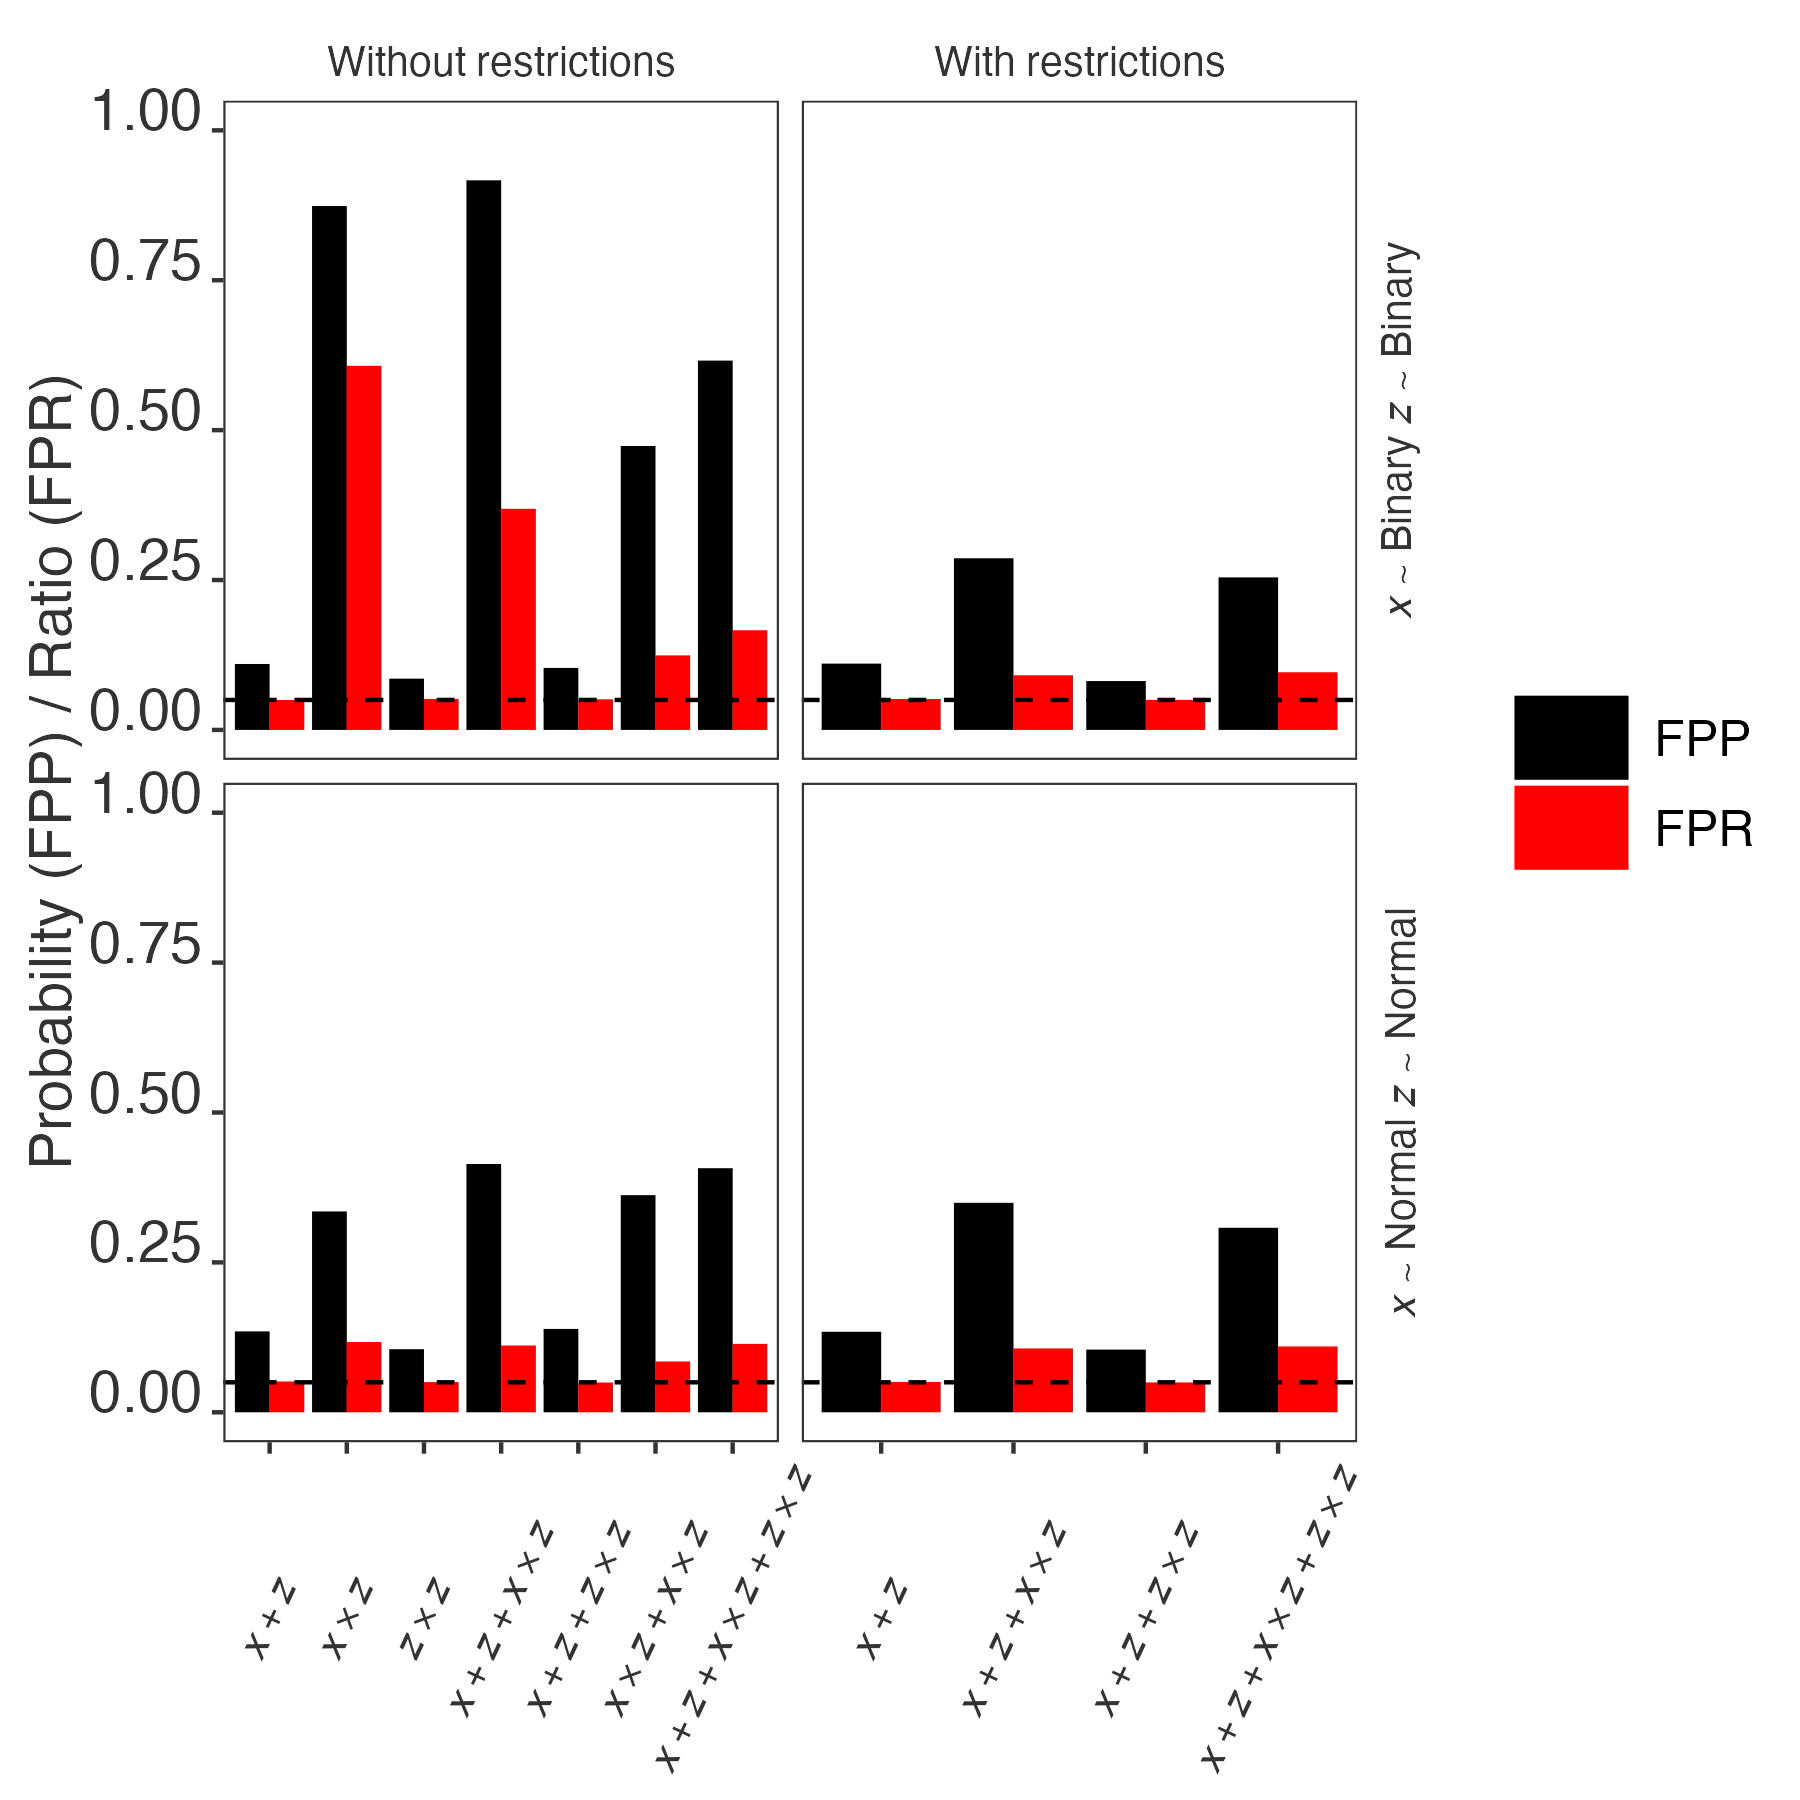 Without restrictions
With restrictions
Probability (FPP) / Ratio (FPR)
1.00
0.75
0.50
0.25
0.00
x ~ Binary z ~ Binary
1.00
0.75
0.50
0.25
0.00
x ~ Normal z ~ Normal
FPP
FPR
x + z
x × z
z × z
x + z + x × z
x + z + z × z
x × z + x × z
x + z + x × z + z × z
x + z
x + z + x × z
x + z + z × z
x + z + x × z + z × z